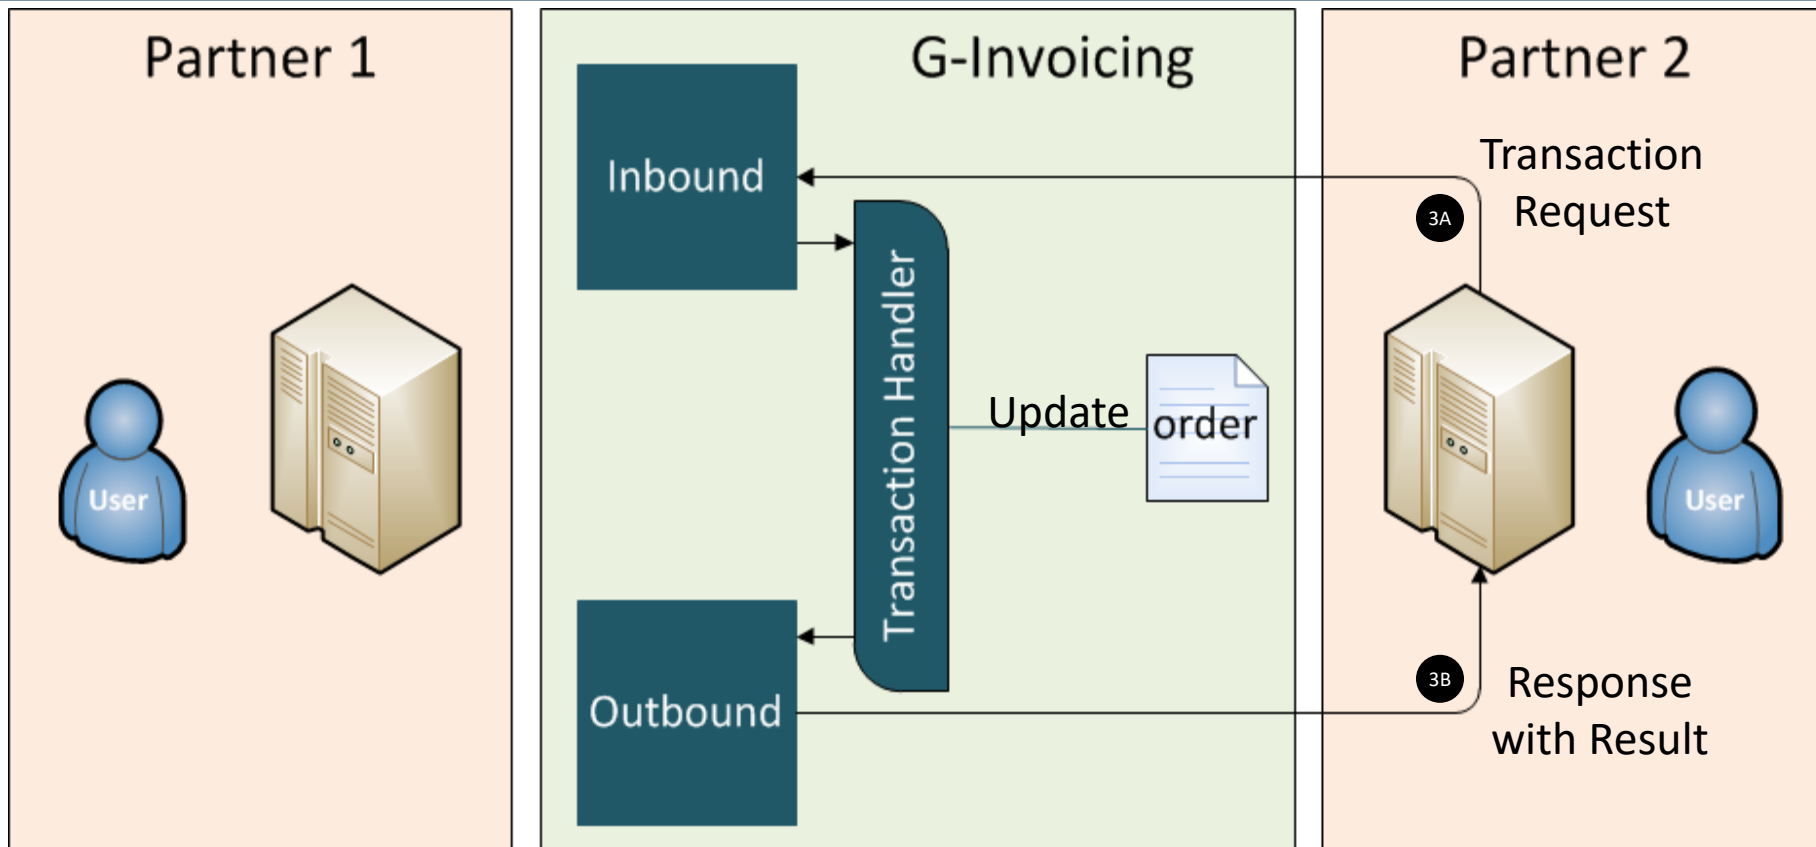 Partner 1
G-Invoicing
Partner 2
Inbound
Transaction
Request
3A
Transaction Handler
Update
order
User
User
Outbound
3B
Response
with Result